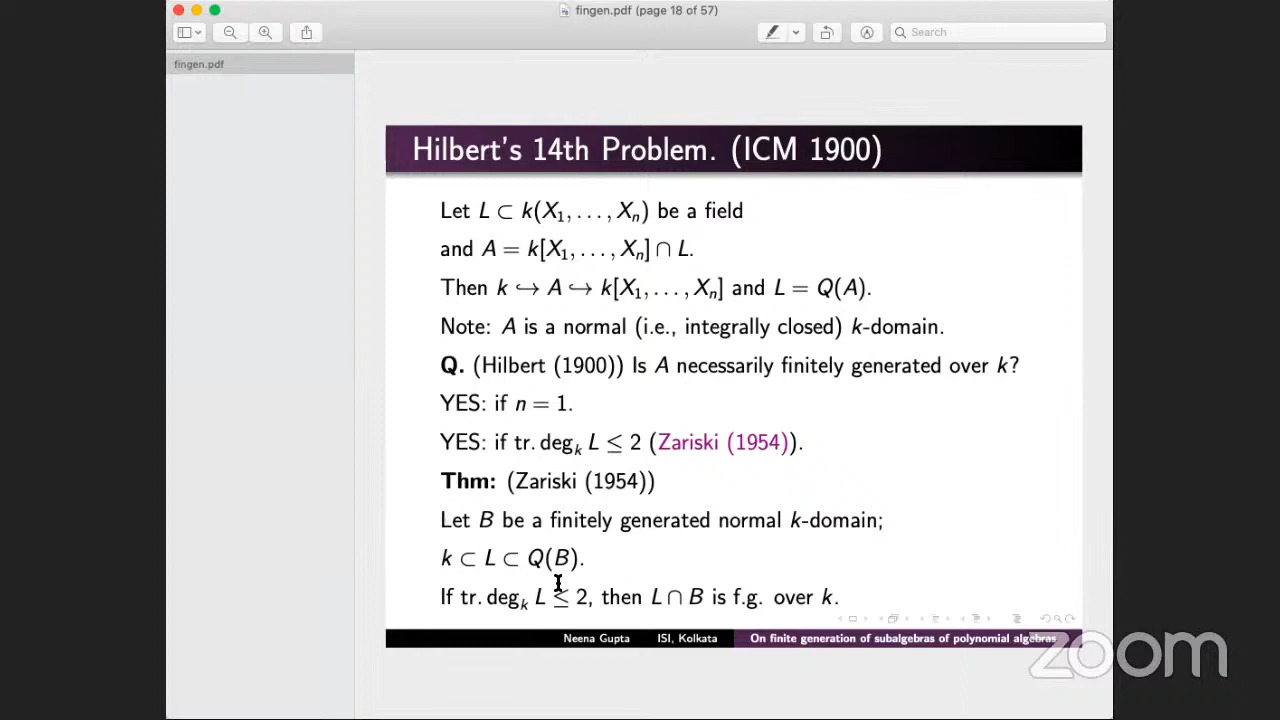 fingen.pdf (page 18 of 57)
Search
fingen.pdf
Hilbert's 14th Problem. (ICM 1900)
Let L ⊂ k(X₁, . . . , Xₙ) be a field
and A = k[X₁, . . . , Xₙ] ∩ L.
Then k ↪ A ↪ k[X₁, . . . , Xₙ] and L = Q(A).
Note: A is a normal (i.e., integrally closed) k-domain.
Q. (Hilbert (1900)) Is A necessarily finitely generated over k?
YES: if n = 1.
YES: if tr. degₖ L ≤ 2 (Zariski (1954)).
Thm: (Zariski (1954))
Let B be a finitely generated normal k-domain;
k ⊂ L ⊂ Q(B).
If tr. degₖ L ≤ 2, then L ∩ B is f.g. over k.
Neena Gupta ISI, Kolkata On finite generation of subalgebras of polynomial algebras
zoom